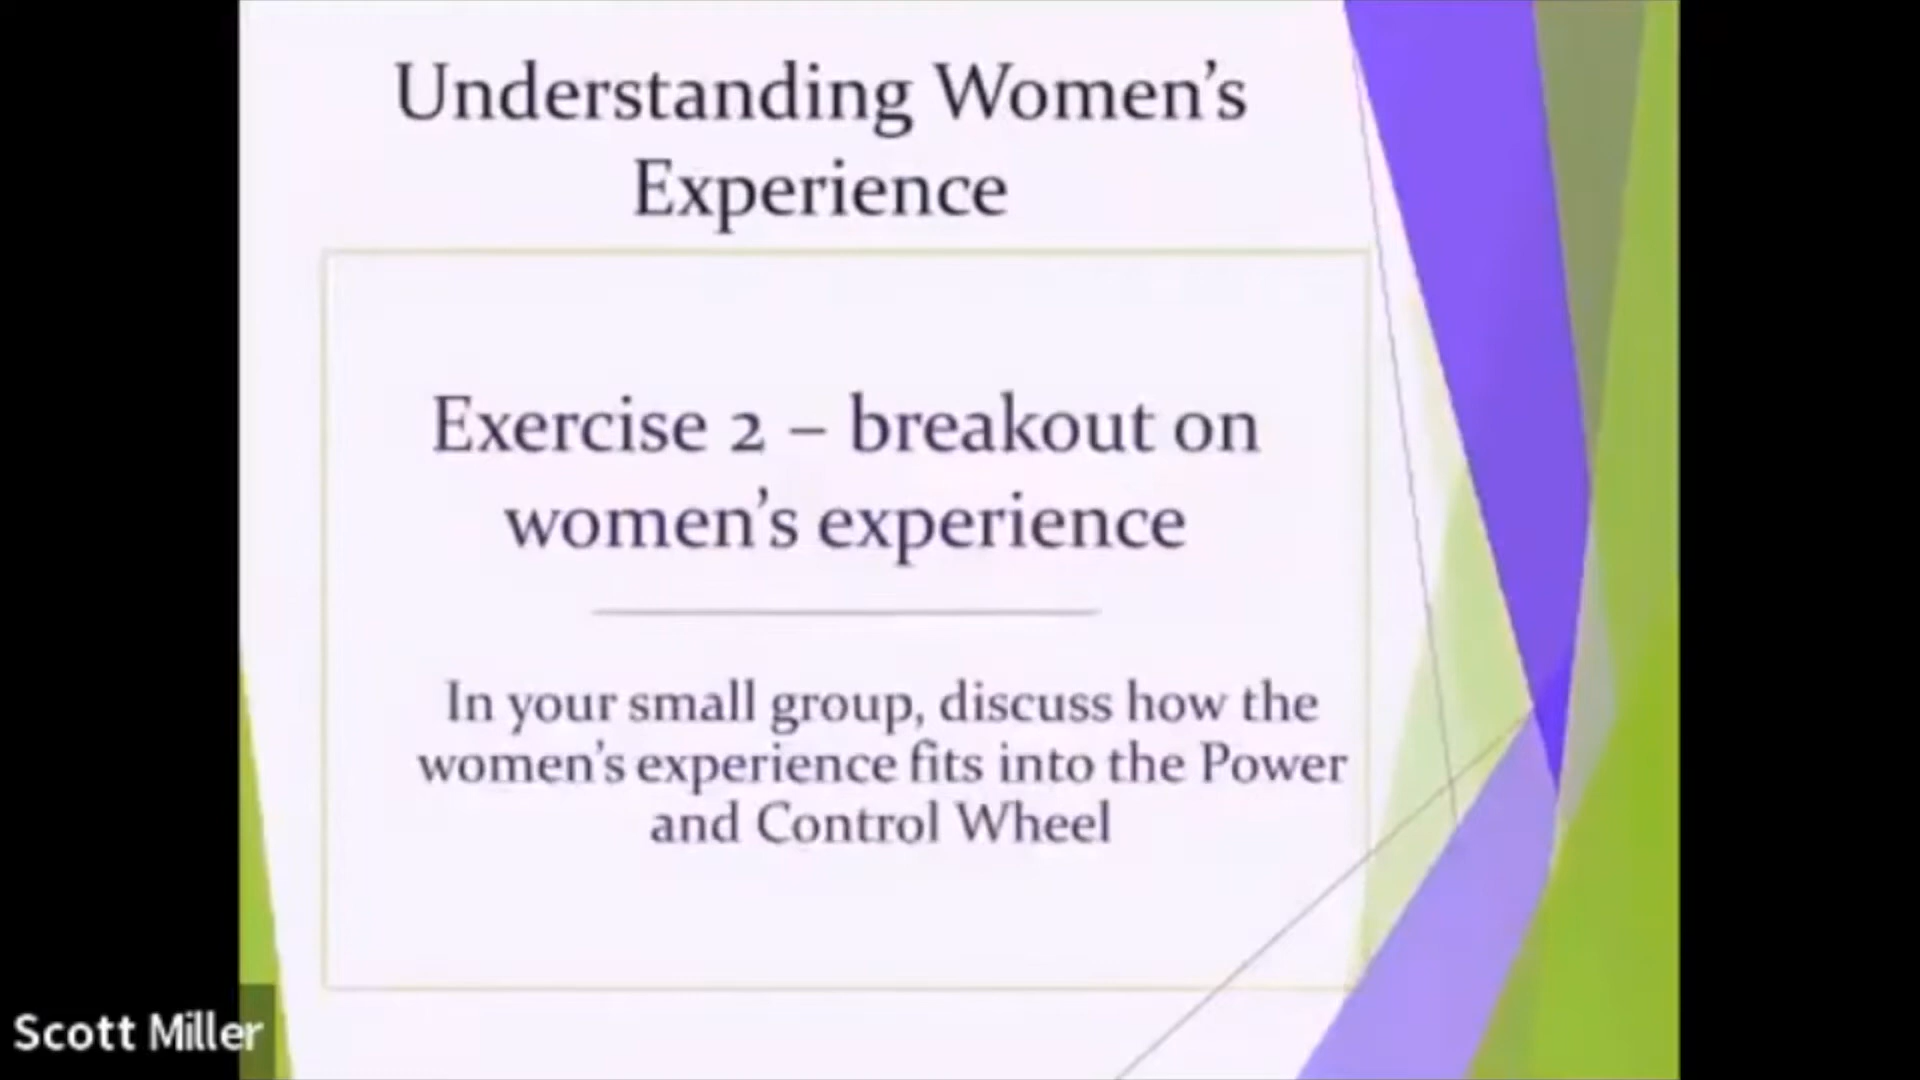 Understanding Women’s
Experience
Exercise 2 – breakout on
women’s experience
In your small group, discuss how the
women’s experience fits into the Power
and Control Wheel
Scott Miller